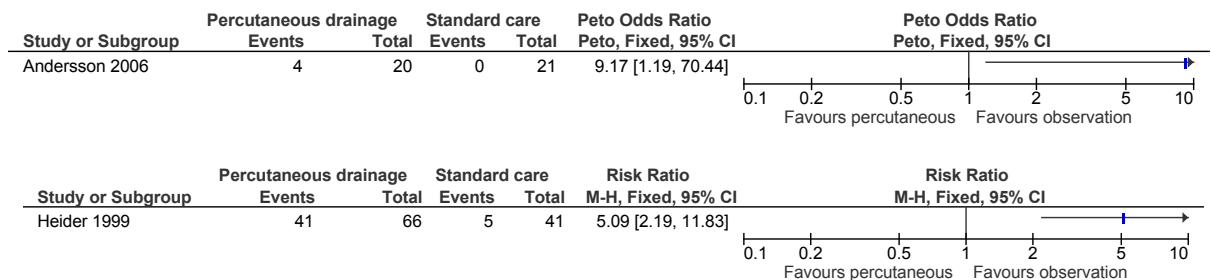 Percutaneous drainage Standard care Peto Odds Ratio Peto Odds Ratio
Study or Subgroup Events Total Events Total Peto, Fixed, 95% CI Peto, Fixed, 95% CI
Andersson 2006 4 20 0 21 9.17 [1.19, 70.44]
0.1 0.2 0.5 1 2 5 10
Favours percutaneous Favours observation
Percutaneous drainage Standard care Risk Ratio Risk Ratio
Study or Subgroup Events Total Events Total M-H, Fixed, 95% CI M-H, Fixed, 95% CI
Heider 1999 41 66 5 41 5.09 [2.19, 11.83]
0.1 0.2 0.5 1 2 5 10
Favours percutaneous Favours observation